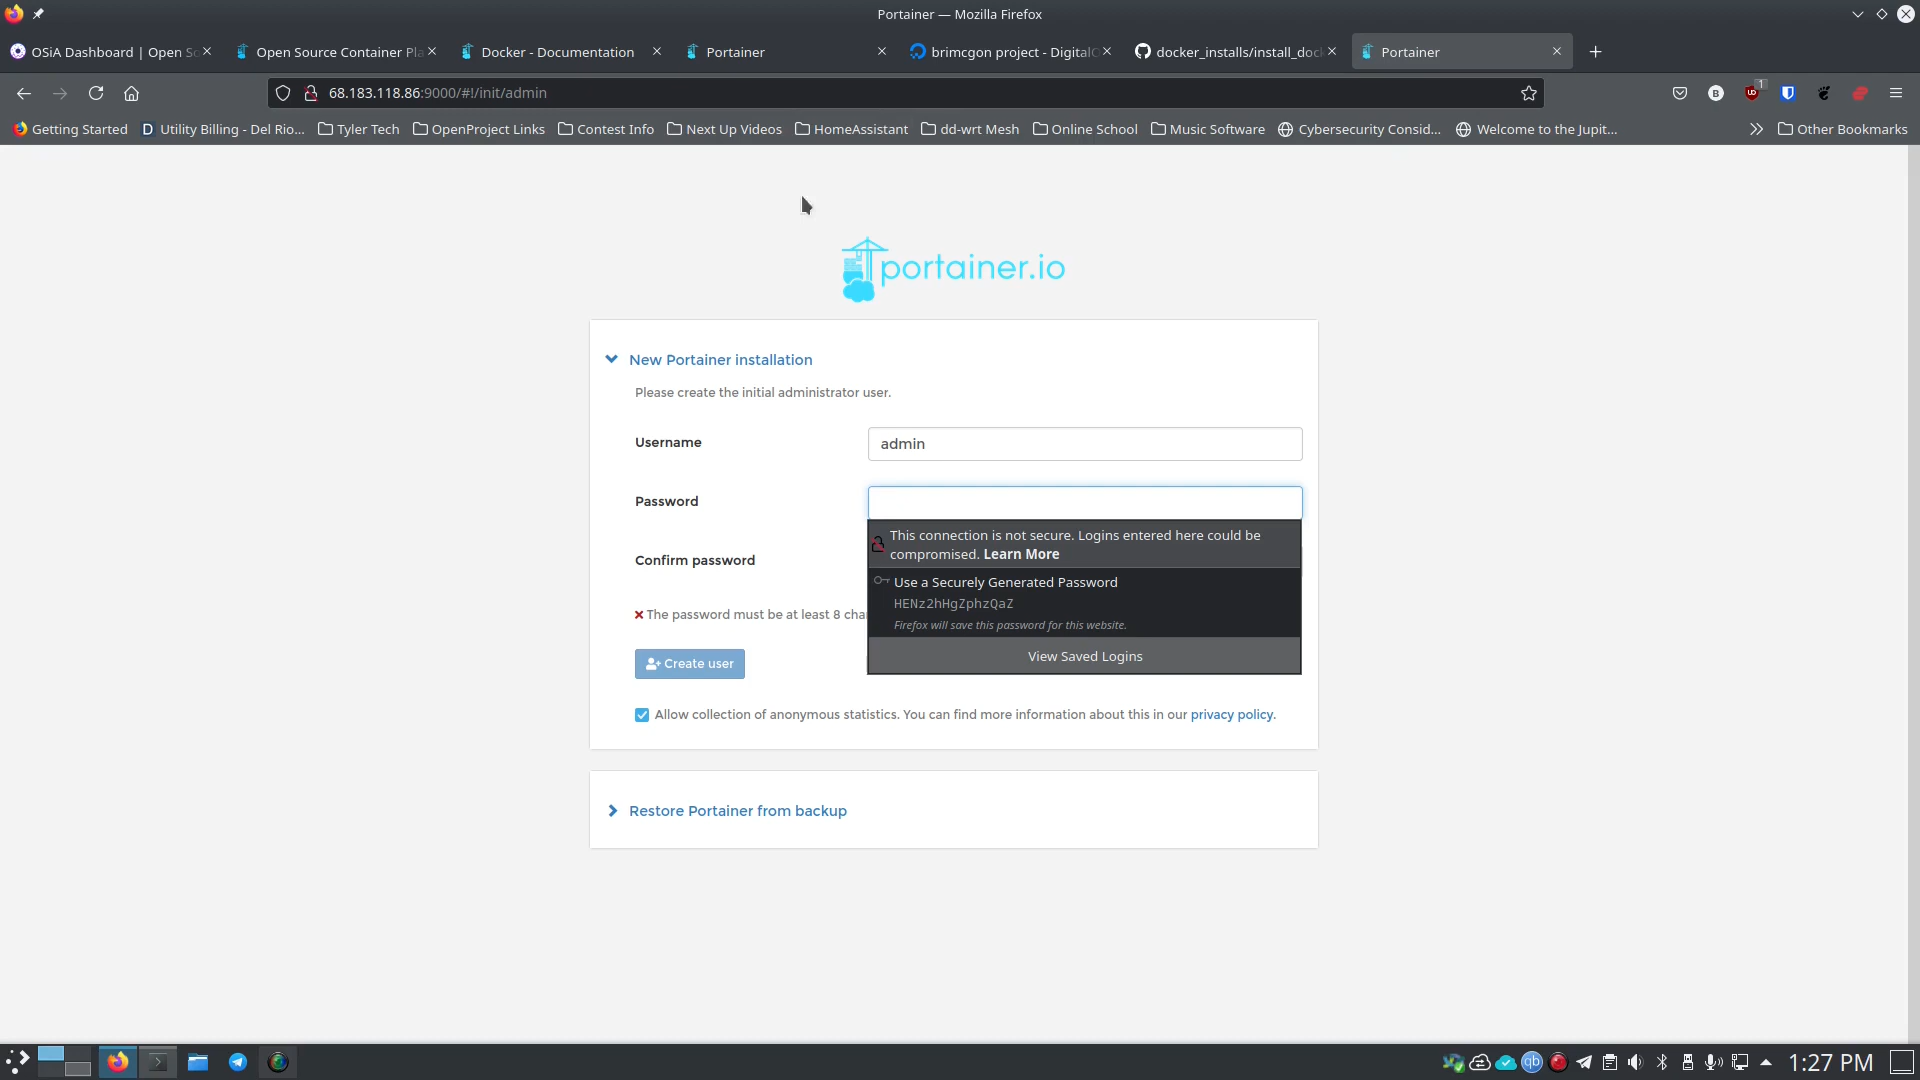 Portainer — Mozilla Firefox
OSiA Dashboard | Open So
Open Source Container Pla
Docker - Documentation
Portainer
brimcgon project - DigitalO
docker_installs/install_dock
Portainer
68.183.118.86:9000/#!/init/admin
1
Getting Started
Utility Billing - Del Rio...
Tyler Tech
OpenProject Links
Contest Info
Next Up Videos
HomeAssistant
dd-wrt Mesh
Online School
Music Software
Cybersecurity Consid...
Welcome to the Jupit...
Other Bookmarks
portainer.io
New Portainer installation
Please create the initial administrator user.
Username
admin
Password
This connection is not secure. Logins entered here could be
compromised. Learn More
Confirm password
Use a Securely Generated Password
HENz2hHgZphzQaZ
The password must be at least 8 cha
Firefox will save this password for this website.
View Saved Logins
Create user
Allow collection of anonymous statistics. You can find more information about this in our privacy policy.
Restore Portainer from backup
qb
1:27 PM